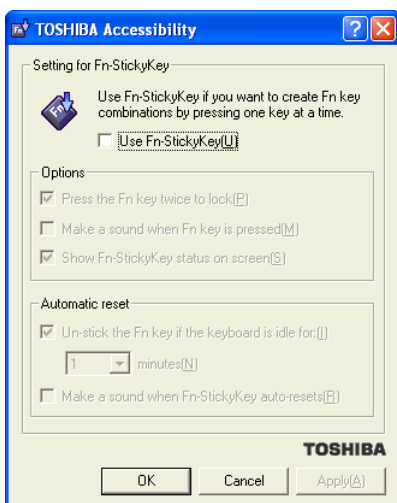 TOSHIBA Accessibility
Setting for Fn-StickyKey
Use Fn-StickyKey if you want to create Fn key
combinations by pressing one key at a time.
Use Fn-StickyKey(U)
Options
Press the Fn key twice to lock(P)
Make a sound when Fn key is pressed(M)
Show Fn-StickyKey status on screen(S)
Automatic reset
Un-stick the Fn key if the keyboard is idle for:(I)
1 minutes(N)
Make a sound when Fn-StickyKey auto-resets(R)
TOSHIBA
OK Cancel Apply(A)